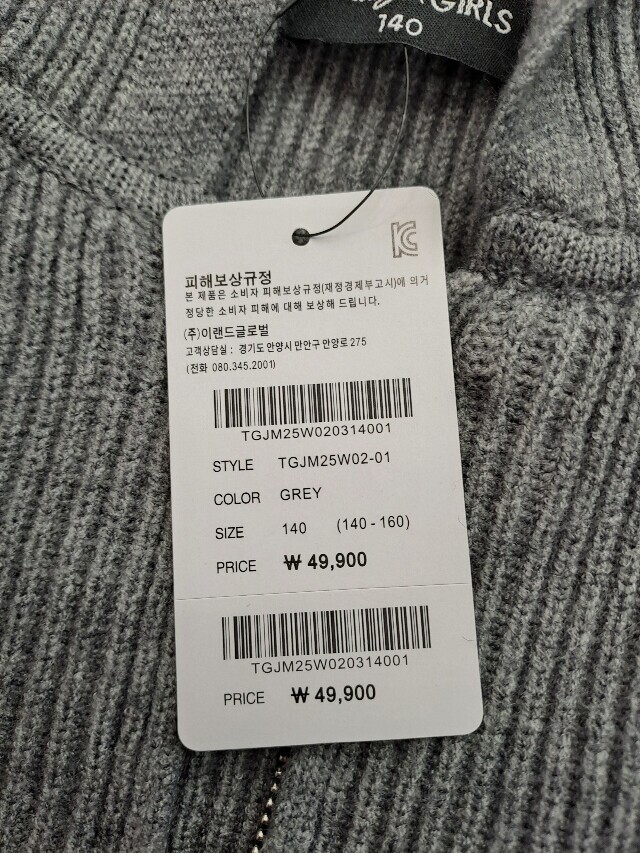 GIRLS
140
피해보상규정
본 제품은 소비자 피해보상규정(재정경제부고시)에 의거
정당한 소비자 피해에 대해 보상해 드립니다.
(주)이랜드글로벌
고객상담실 : 경기도 안양시 만안구 안양로 275
(전화 080.345.2001)
TGJM25W020314001
STYLE TGJM25W02-01
COLOR GREY
SIZE 140 (140 - 160)
PRICE ₩ 49,900
TGJM25W020314001
PRICE ₩ 49,900